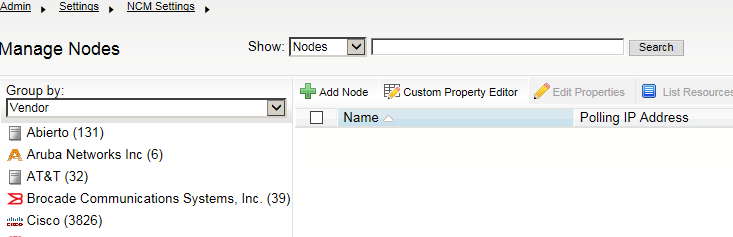 Admin Settings NCM Settings
Manage Nodes
Show: Nodes Search
Group by:
Vendor
Add Node Custom Property Editor Edit Properties List Resources
Name Polling IP Address
Abierto (131)
Aruba Networks Inc (6)
AT&T (32)
Brocade Communications Systems, Inc. (39)
Cisco (3826)